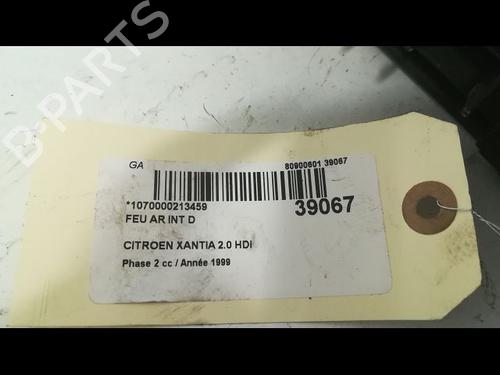 B-PARTS
GA
80900601 39067
*1070000213459
39067
FEU AR INT D
CITROEN XANTIA 2.0 HDi
Phase 2 cc / Année 1999